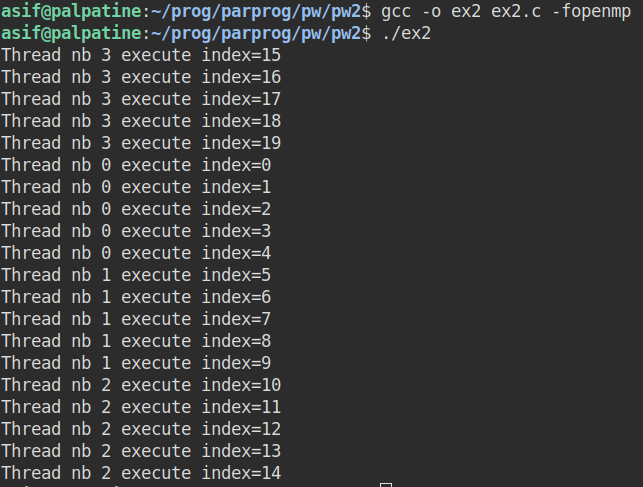 asif@palpatine:~/prog/parprog/pw/pw2$ gcc -o ex2 ex2.c -fopenmp
asif@palpatine:~/prog/parprog/pw/pw2$ ./ex2
Thread nb 3 execute index=15
Thread nb 3 execute index=16
Thread nb 3 execute index=17
Thread nb 3 execute index=18
Thread nb 3 execute index=19
Thread nb 0 execute index=0
Thread nb 0 execute index=1
Thread nb 0 execute index=2
Thread nb 0 execute index=3
Thread nb 0 execute index=4
Thread nb 1 execute index=5
Thread nb 1 execute index=6
Thread nb 1 execute index=7
Thread nb 1 execute index=8
Thread nb 1 execute index=9
Thread nb 2 execute index=10
Thread nb 2 execute index=11
Thread nb 2 execute index=12
Thread nb 2 execute index=13
Thread nb 2 execute index=14